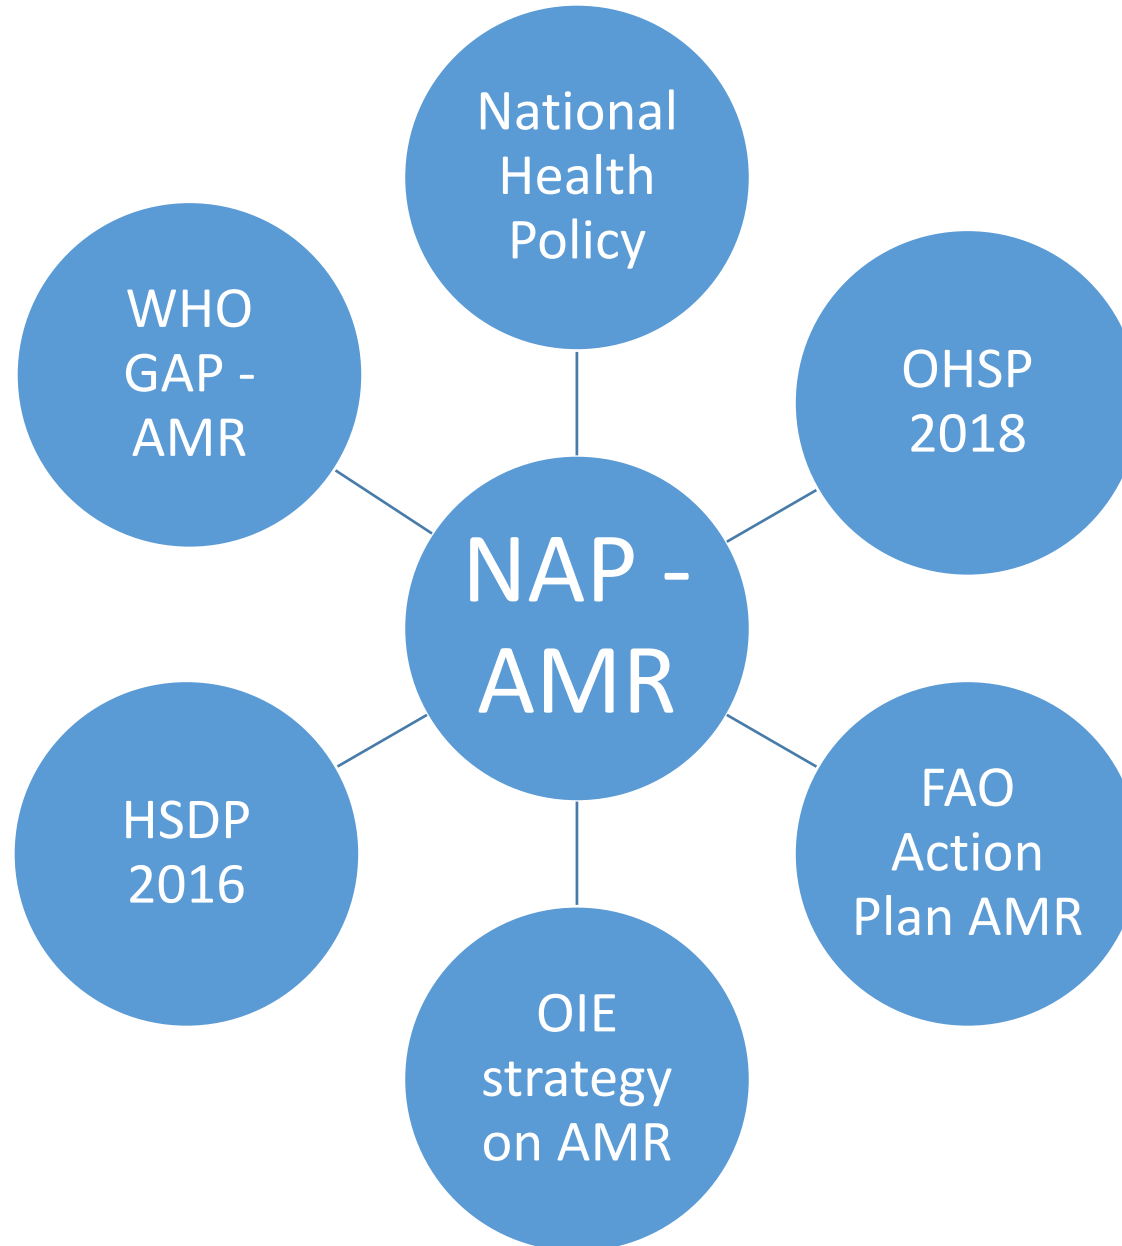 National
Health
Policy
WHO
GAP -
AMR
OHSP
2018
NAP -
AMR
HSDP
2016
FAO
Action
Plan AMR
OIE
strategy
on AMR